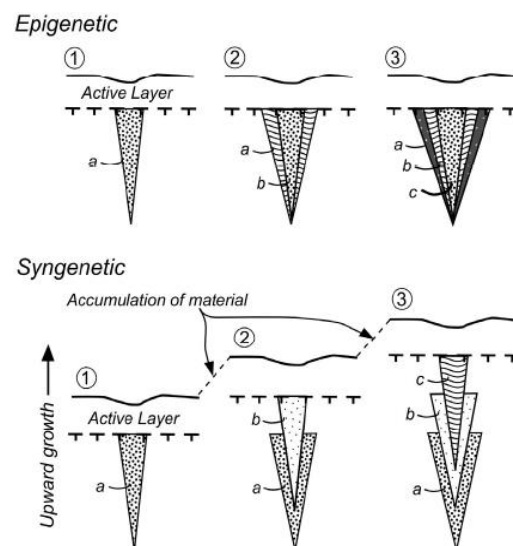 Epigenetic
① ② ③
Active Layer
a a a
b b
c
Syngenetic
Accumulation of material
① ② ③
Active Layer
Upward growth
a b a c b a